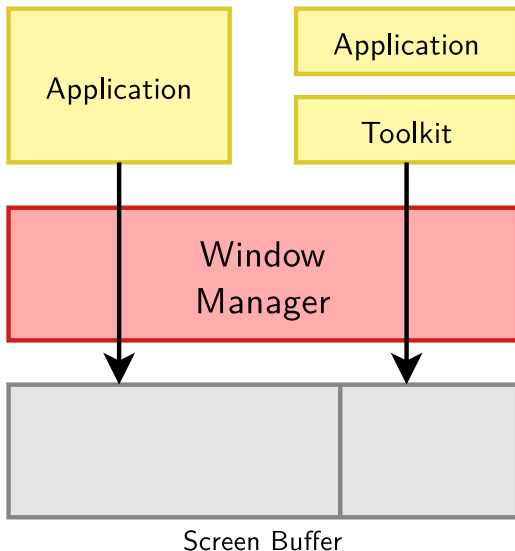 Application
Application
Toolkit
Window
Manager
Screen Buffer